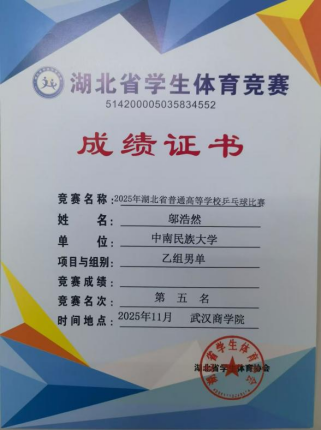 湖北省学生体育竞赛
514200005035834552
成绩证书
竞赛名称:2025年湖北省普通高等学校乒乓球比赛
姓名:邬浩然
单位:中南民族大学
项目与组别:乙组男单
竞赛成绩:
竞赛名次:第五名
时间地点:2025年11月 武汉商学院
湖北省学生体育协会